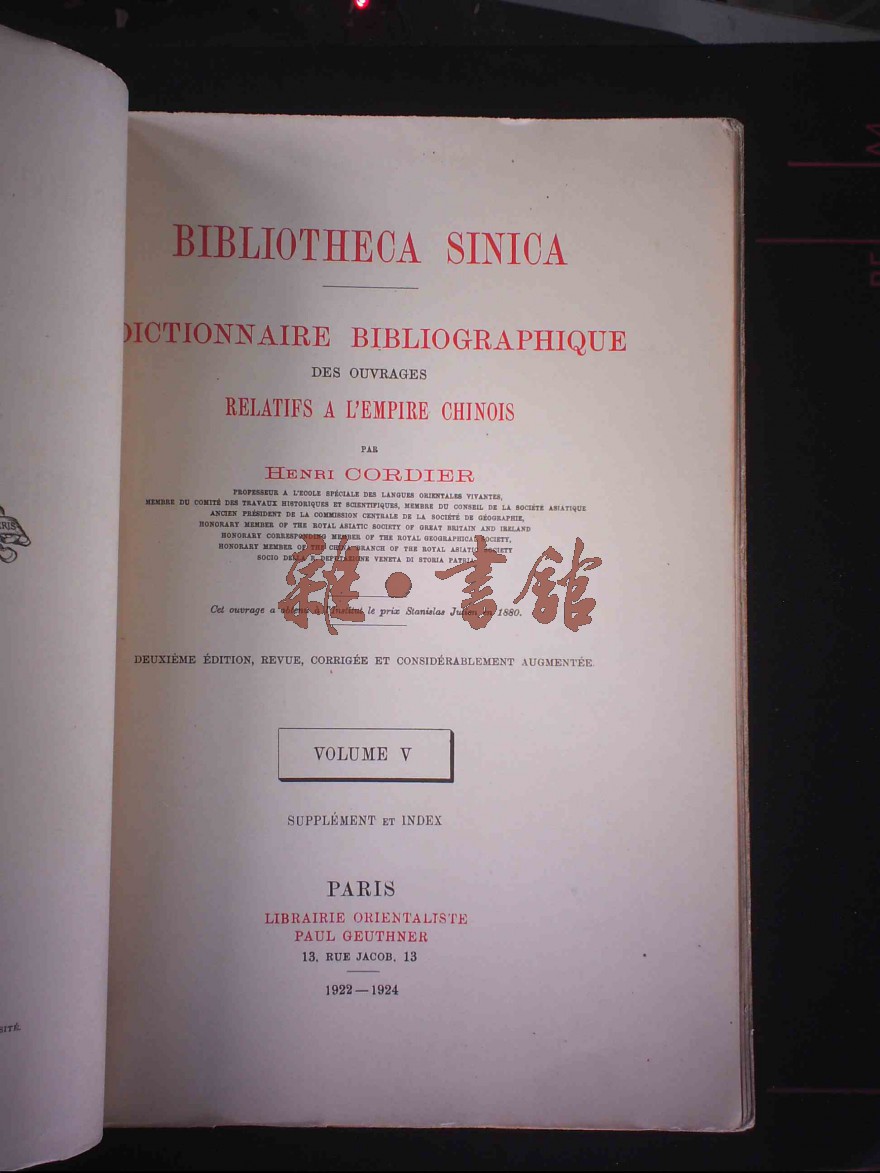 BIBLIOTHECA SINICA
DICTIONNAIRE BIBLIOGRAPHIQUE
DES OUVRAGES
RELATIFS A L'EMPIRE CHINOIS
PAR
HENRI CORDIER
PROFESSEUR A L'ECOLE SPÉCIALE DES LANGUES ORIENTALES VIVANTES,
MEMBRE DU COMITÉ DES TRAVAUX HISTORIQUES ET SCIENTIFIQUES, MEMBRE DU CONSEIL DE LA SOCIÉTÉ ASIATIQUE
ANCIEN PRÉSIDENT DE LA COMMISSION CENTRALE DE LA SOCIÉTÉ DE GÉOGRAPHIE,
HONORARY MEMBER OF THE ROYAL ASIATIC SOCIETY OF GREAT BRITAIN AND IRELAND
HONORARY CORRESPONDING MEMBER OF THE ROYAL GEOGRAPHICAL SOCIETY,
HONORARY MEMBER OF THE CHINA BRANCH OF THE ROYAL ASIATIC SOCIETY
SOCIO DELLA R. DEPUTAZIONE VENETA DI STORIA PATRIA
雜·書館
Cet ouvrage a obtenu à l'Institut le prix Stanislas Julien en 1880.
DEUXIÈME ÉDITION, REVUE, CORRIGÉE ET CONSIDÉRABLEMENT AUGMENTÉE
VOLUME V
SUPPLÉMENT ET INDEX
PARIS
LIBRAIRIE ORIENTALISTE
PAUL GEUTHNER
13, RUE JACOB, 13
1922—1924